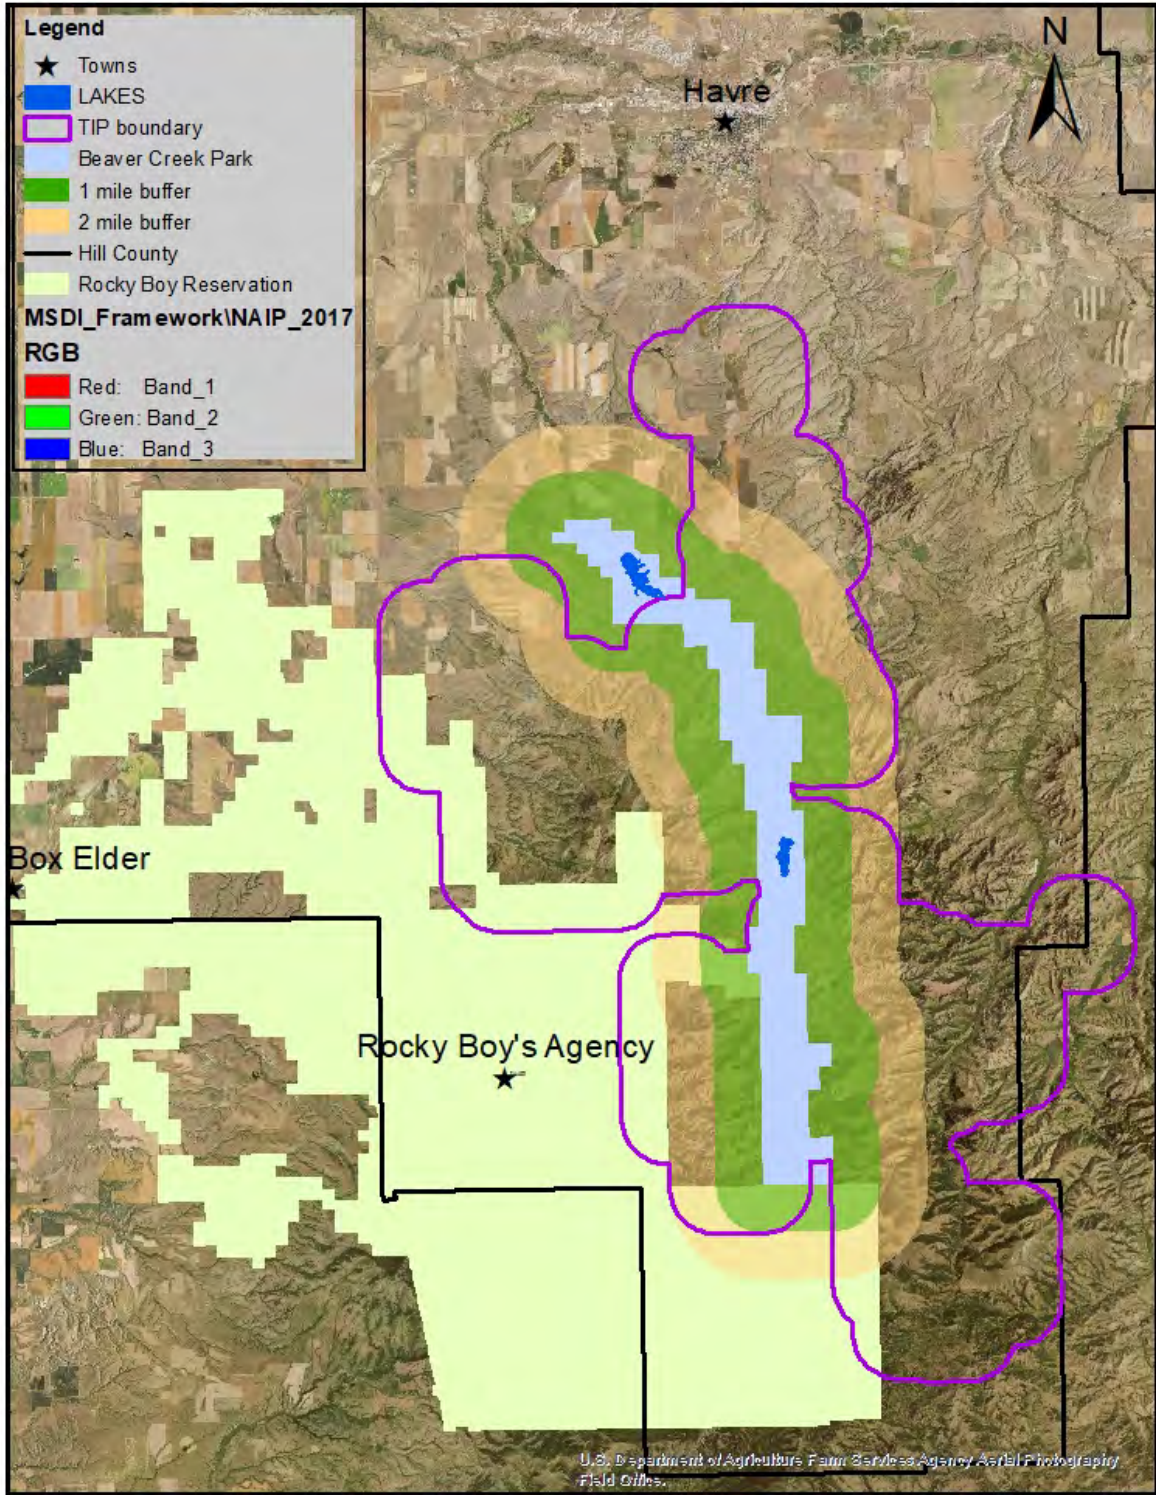 Legend
Towns
LAKES
TIP boundary
Beaver Creek Park
1 mile buffer
2 mile buffer
Hill County
Rocky Boy Reservation
MSDI_Framework\NAIP_2017
RGB
Red: Band_1
Green: Band_2
Blue: Band_3
N
Havre
Box Elder
Rocky Boy's Agency
U.S. Department of Agriculture Farm Services Agency Aerial Photography
Field Office.